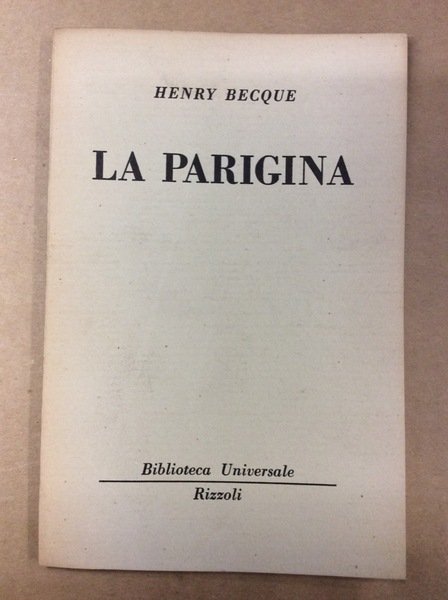 HENRY BECQUE
LA PARIGINA
Biblioteca Universale
Rizzoli